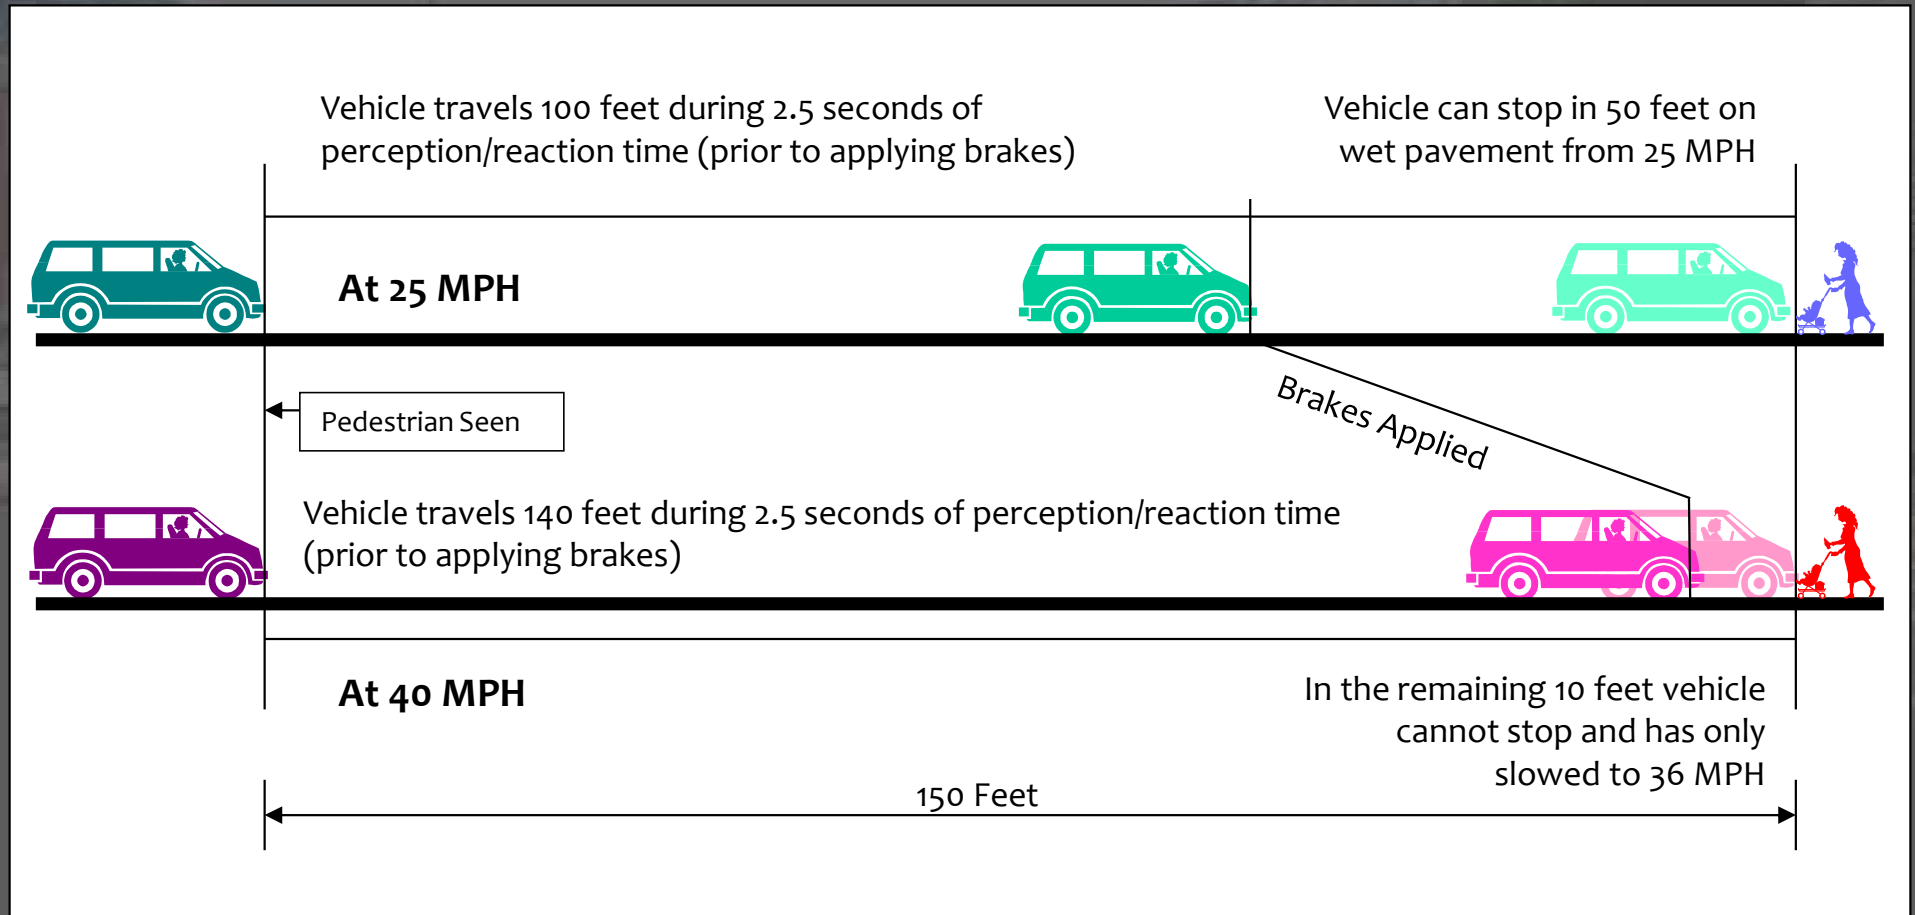 Vehicle travels 100 feet during 2.5 seconds of
perception/reaction time (prior to applying brakes)
Vehicle can stop in 50 feet on
wet pavement from 25 MPH
At 25 MPH
Brakes Applied
Pedestrian Seen
Vehicle travels 140 feet during 2.5 seconds of perception/reaction time
(prior to applying brakes)
At 40 MPH
In the remaining 10 feet vehicle
cannot stop and has only
slowed to 36 MPH
150 Feet